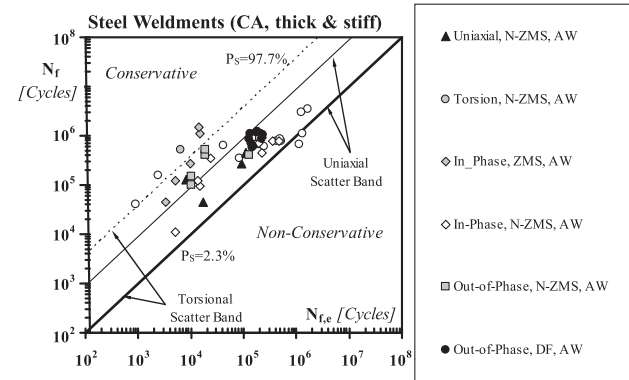 Steel Weldments (CA, thick & stiff)
10^8
10^7
10^6
10^5
10^4
10^3
10^2
N_f
[Cycles]
Conservative
P_S=97.7%
Uniaxial
Scatter Band
Non-Conservative
P_S=2.3%
Torsional
Scatter Band
N_f,e [Cycles]
10^2 10^3 10^4 10^5 10^6 10^7 10^8
Uniaxial, N-ZMS, AW
Torsion, N-ZMS, AW
In_Phase, ZMS, AW
In-Phase, N-ZMS, AW
Out-of-Phase, N-ZMS, AW
Out-of-Phase, DF, AW